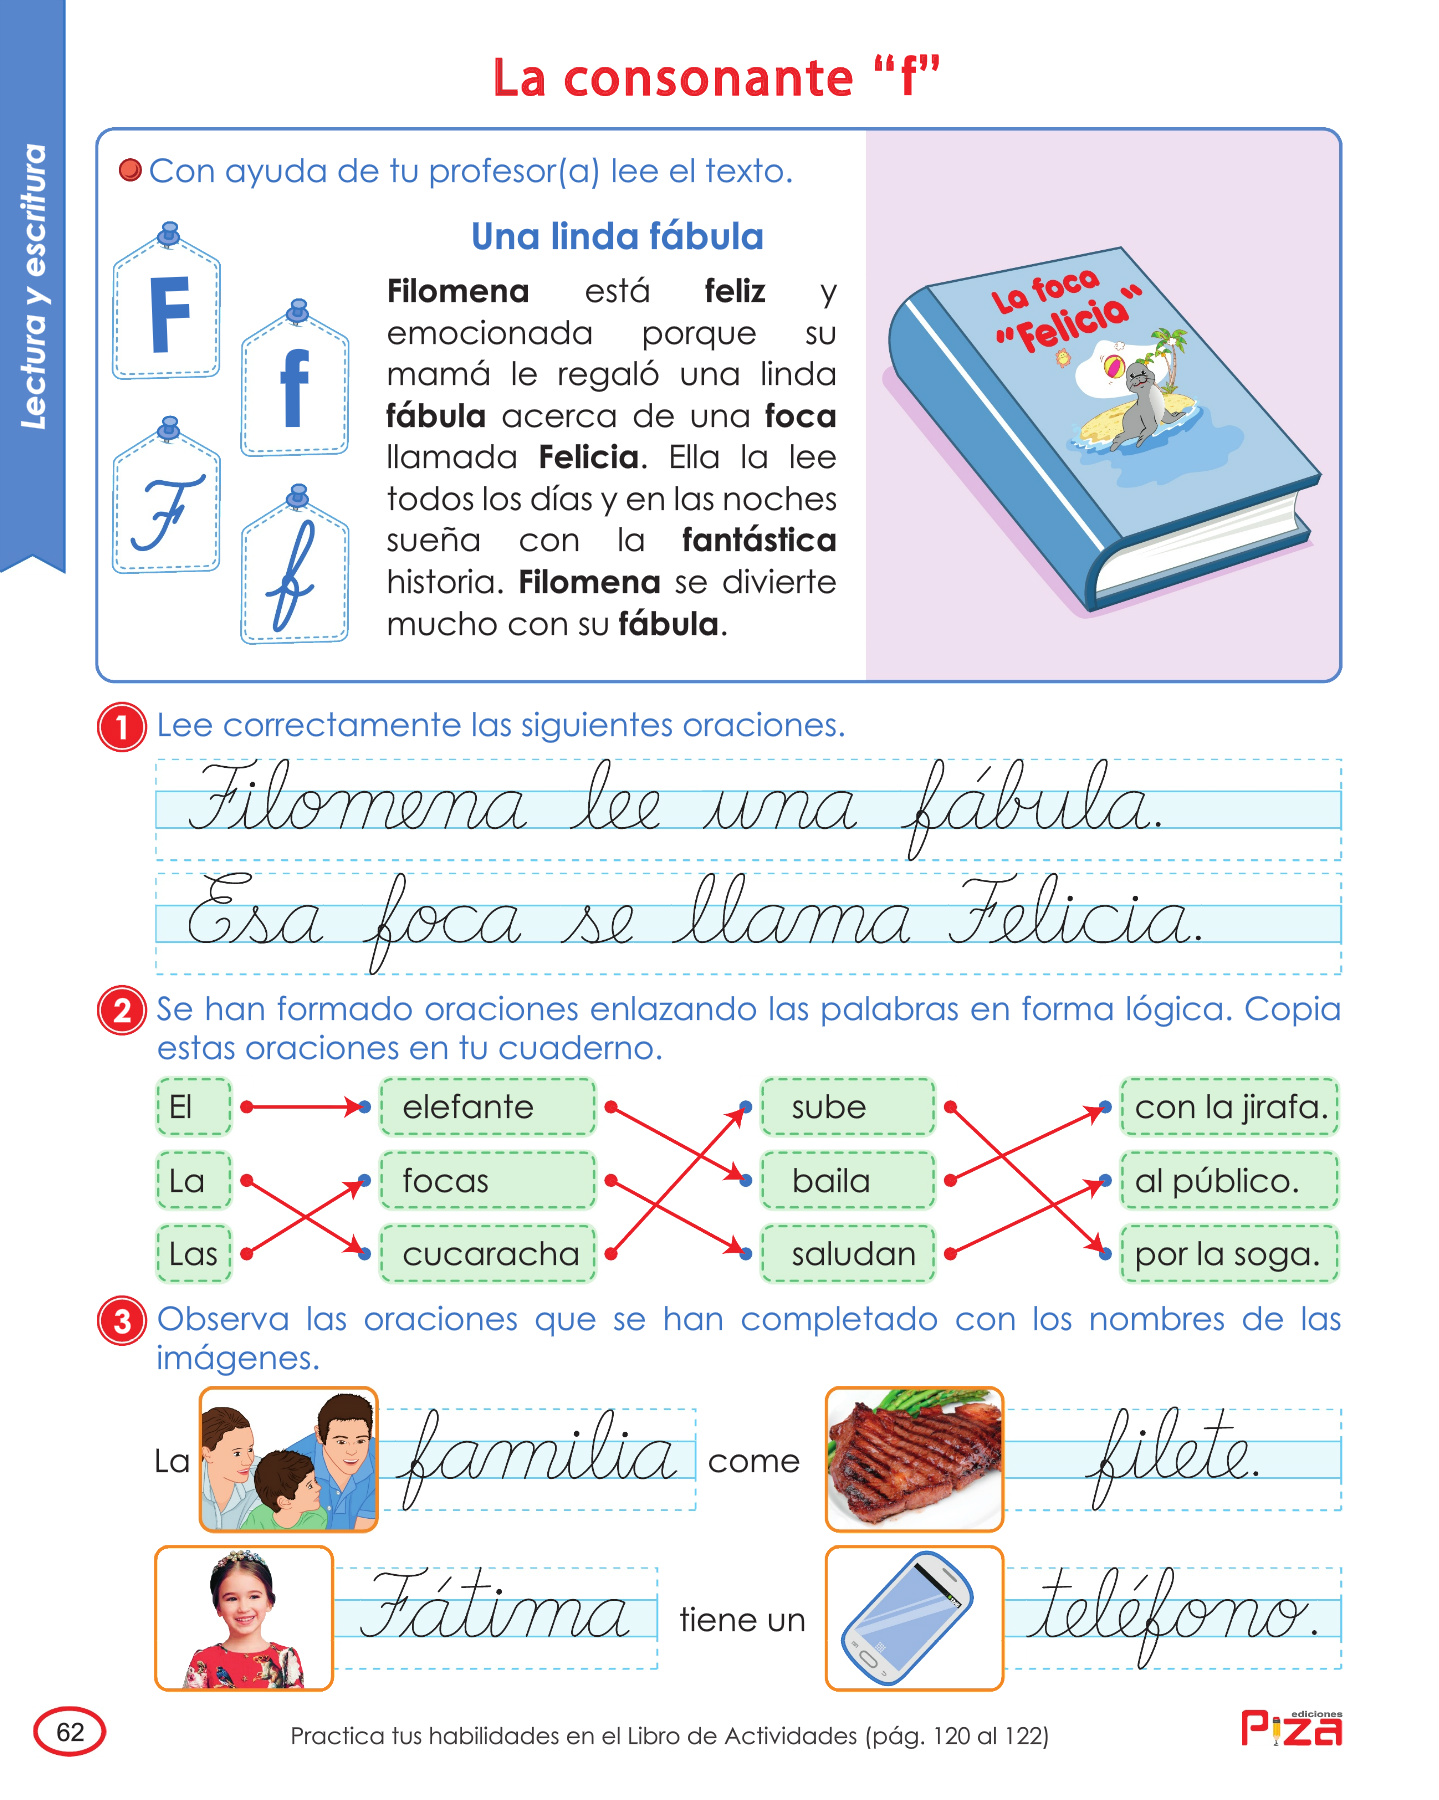 La consonante “f”
Lectura y escritura
Con ayuda de tu profesor(a) lee el texto.
F
f
F
f
Una linda fábula
Filomena está feliz y
emocionada porque su
mamá le regaló una linda
fábula acerca de una foca
llamada Felicia. Ella la lee
todos los días y en las noches
sueña con la fantástica
historia. Filomena se divierte
mucho con su fábula.
La foca
“Felicia“
1 Lee correctamente las siguientes oraciones.
Filomena lee una fábula.
Esa foca se llama Felicia.
2 Se han formado oraciones enlazando las palabras en forma lógica. Copia
estas oraciones en tu cuaderno.
El elefante sube con la jirafa.
La focas baila al público.
Las cucaracha saludan por la soga.
3 Observa las oraciones que se han completado con los nombres de las
imágenes.
La familia come filete.
Fátima tiene un teléfono.
62
Practica tus habilidades en el Libro de Actividades (pág. 120 al 122)
ediciones
Piza